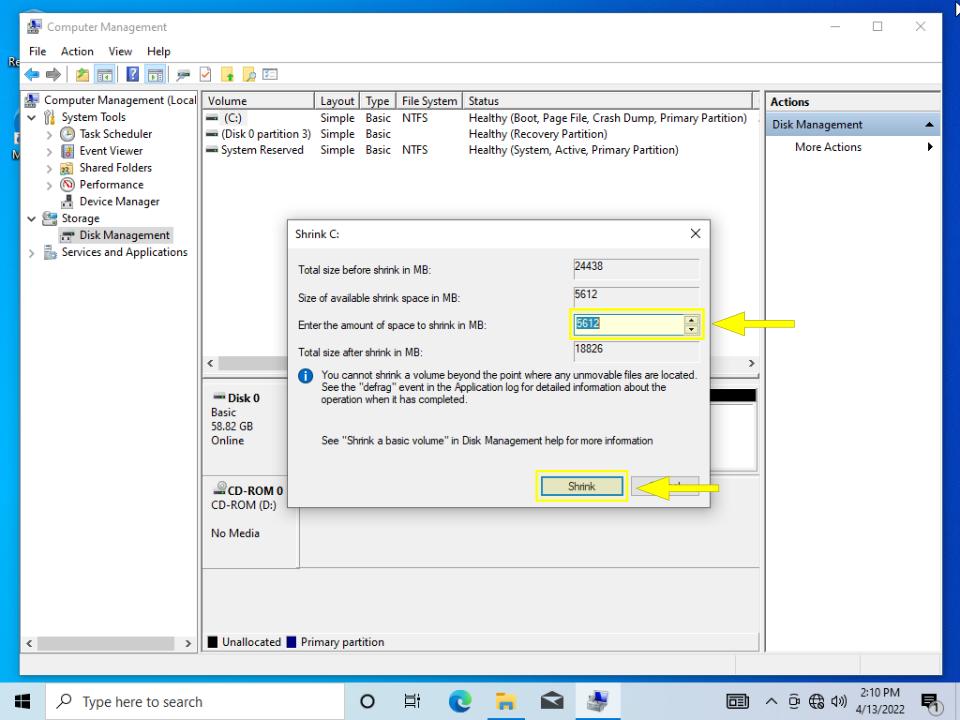 Computer Management
File Action View Help
Computer Management (Local
System Tools
Task Scheduler
Event Viewer
Shared Folders
Performance
Device Manager
Storage
Disk Management
Services and Applications
Volume Layout Type File System Status
(C:) Simple Basic NTFS Healthy (Boot, Page File, Crash Dump, Primary Partition)
(Disk 0 partition 3) Simple Basic Healthy (Recovery Partition)
System Reserved Simple Basic NTFS Healthy (System, Active, Primary Partition)
Actions
Disk Management
More Actions
Shrink C:
Total size before shrink in MB: 24438
Size of available shrink space in MB: 5612
Enter the amount of space to shrink in MB: 5612
Total size after shrink in MB: 18826
You cannot shrink a volume beyond the point where any unmovable files are located.
See the "defrag" event in the Application log for detailed information about the
operation when it has completed.
See "Shrink a basic volume" in Disk Management help for more information
Shrink
Disk 0
Basic
58.82 GB
Online
CD-ROM 0
CD-ROM (D:)
No Media
Unallocated Primary partition
Type here to search
2:10 PM
4/13/2022
1